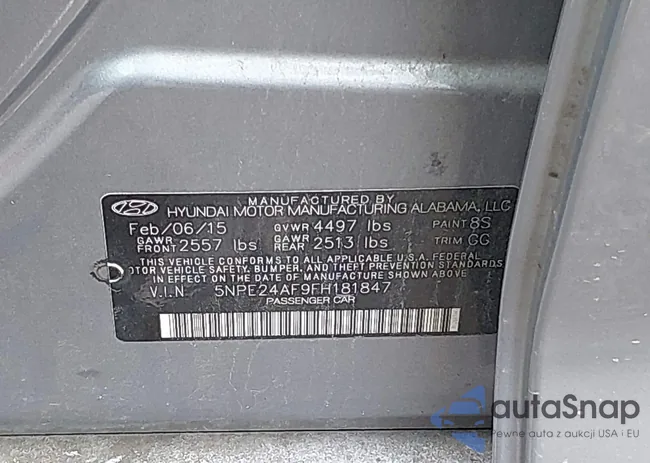 MANUFACTURED BY
HYUNDAI MOTOR MANUFACTURING ALABAMA, LLC
Feb/06/15 GVWR 4497 lbs PAINT 8S
GAWR FRONT 2557 lbs GAWR REAR 2513 lbs TRIM GG
THIS VEHICLE CONFORMS TO ALL APPLICABLE U.S.A. FEDERAL
MOTOR VEHICLE SAFETY, BUMPER, AND THEFT PREVENTION STANDARDS
IN EFFECT ON THE DATE OF MANUFACTURE SHOWN ABOVE.
V.I.N 5NPE24AF9FH181847
PASSENGER CAR
autoSnap
Pewne auta z aukcji USA i EU